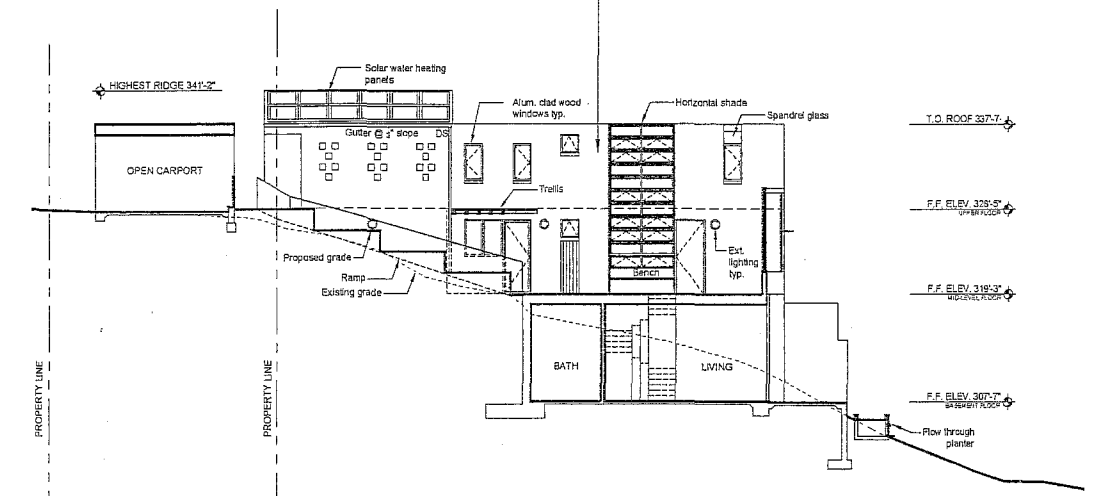 HIGHEST RIDGE 341'-2"
Solar water heating
panels
Alum. clad wood
windows typ.
Horizontal shade
Spandrel glass
T.O. ROOF 337'-7"
Gutter @ ¼" slope
DS
OPEN CARPORT
Trellis
F.F. ELEV. 328'-5"
UPPER FLOOR
Proposed grade
Ramp
Existing grade
Ext.
lighting
typ.
Bench
F.F. ELEV. 319'-3"
MID-LEVEL FLOOR
PROPERTY LINE
PROPERTY LINE
BATH
LIVING
F.F. ELEV. 307'-7"
BASEMENT FLOOR
Flow through
planter